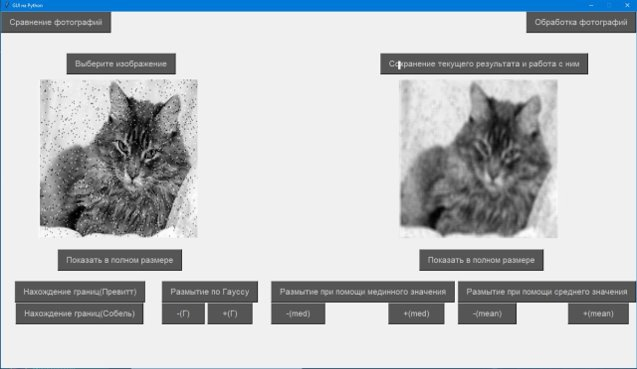 GUI на Python
Сравнение фотографий
Обработка фотографий
Выберите изображение
Сохранение текущего результата и работа с ним
Показать в полном размере
Показать в полном размере
Нахождение границ(Превитт)
Размытие по Гауссу
Размытие при помощи мединного значения
Размытие при помощи среднего значения
Нахождение границ(Собель)
-(Г)
+(Г)
-(med)
+(med)
-(mean)
+(mean)